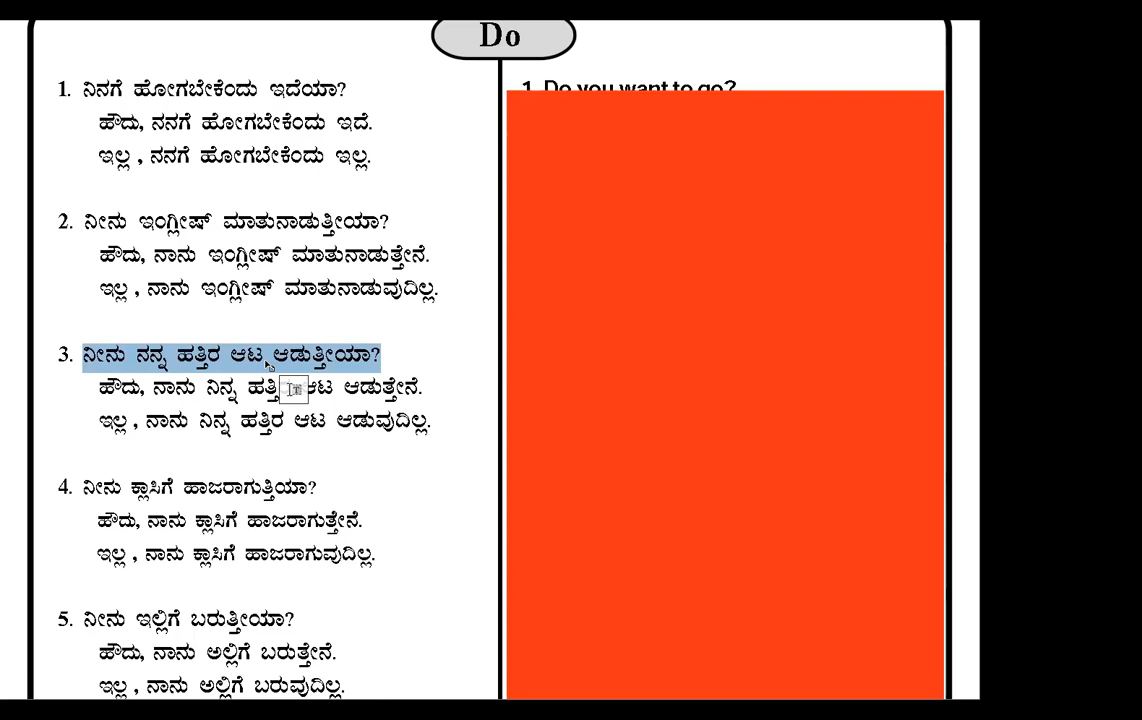 Do
1. ನಿನಗೆ ಹೋಗಬೇಕೆಂದು ಇದೆಯಾ?
ಹೌದು, ನನಗೆ ಹೋಗಬೇಕೆಂದು ಇದೆ.
ಇಲ್ಲ, ನನಗೆ ಹೋಗಬೇಕೆಂದು ಇಲ್ಲ.
2. ನೀನು ಇಂಗ್ಲೀಷ್ ಮಾತುನಾಡುತ್ತೀಯಾ?
ಹೌದು, ನಾನು ಇಂಗ್ಲೀಷ್ ಮಾತುನಾಡುತ್ತೇನೆ.
ಇಲ್ಲ, ನಾನು ಇಂಗ್ಲೀಷ್ ಮಾತುನಾಡುವುದಿಲ್ಲ.
3. ನೀನು ನನ್ನ ಹತ್ತಿರ ಆಟ ಆಡುತ್ತೀಯಾ?
ಹೌದು, ನಾನು ನಿನ್ನ ಆಟ ಆಡುತ್ತೇನೆ.
ಇಲ್ಲ, ನಾನು ನಿನ್ನ ಹತ್ತಿರ ಆಟ ಆಡುವುದಿಲ್ಲ.
4. ನೀನು ಕ್ಲಾಸಿಗೆ ಹಾಜರಾಗುತ್ತಿಯಾ?
ಹೌದು, ನಾನು ಕ್ಲಾಸಿಗೆ ಹಾಜರಾಗುತ್ತೇನೆ.
ಇಲ್ಲ, ನಾನು ಕ್ಲಾಸಿಗೆ ಹಾಜರಾಗುವುದಿಲ್ಲ.
5. ನೀನು ಇಲ್ಲಿಗೆ ಬರುತ್ತೀಯಾ?
ಹೌದು, ನಾನು ಅಲ್ಲಿಗೆ ಬರುತ್ತೇನೆ.
ಇಲ್ಲ, ನಾನು ಅಲ್ಲಿಗೆ ಬರುವುದಿಲ್ಲ.
1. Do you want to go?